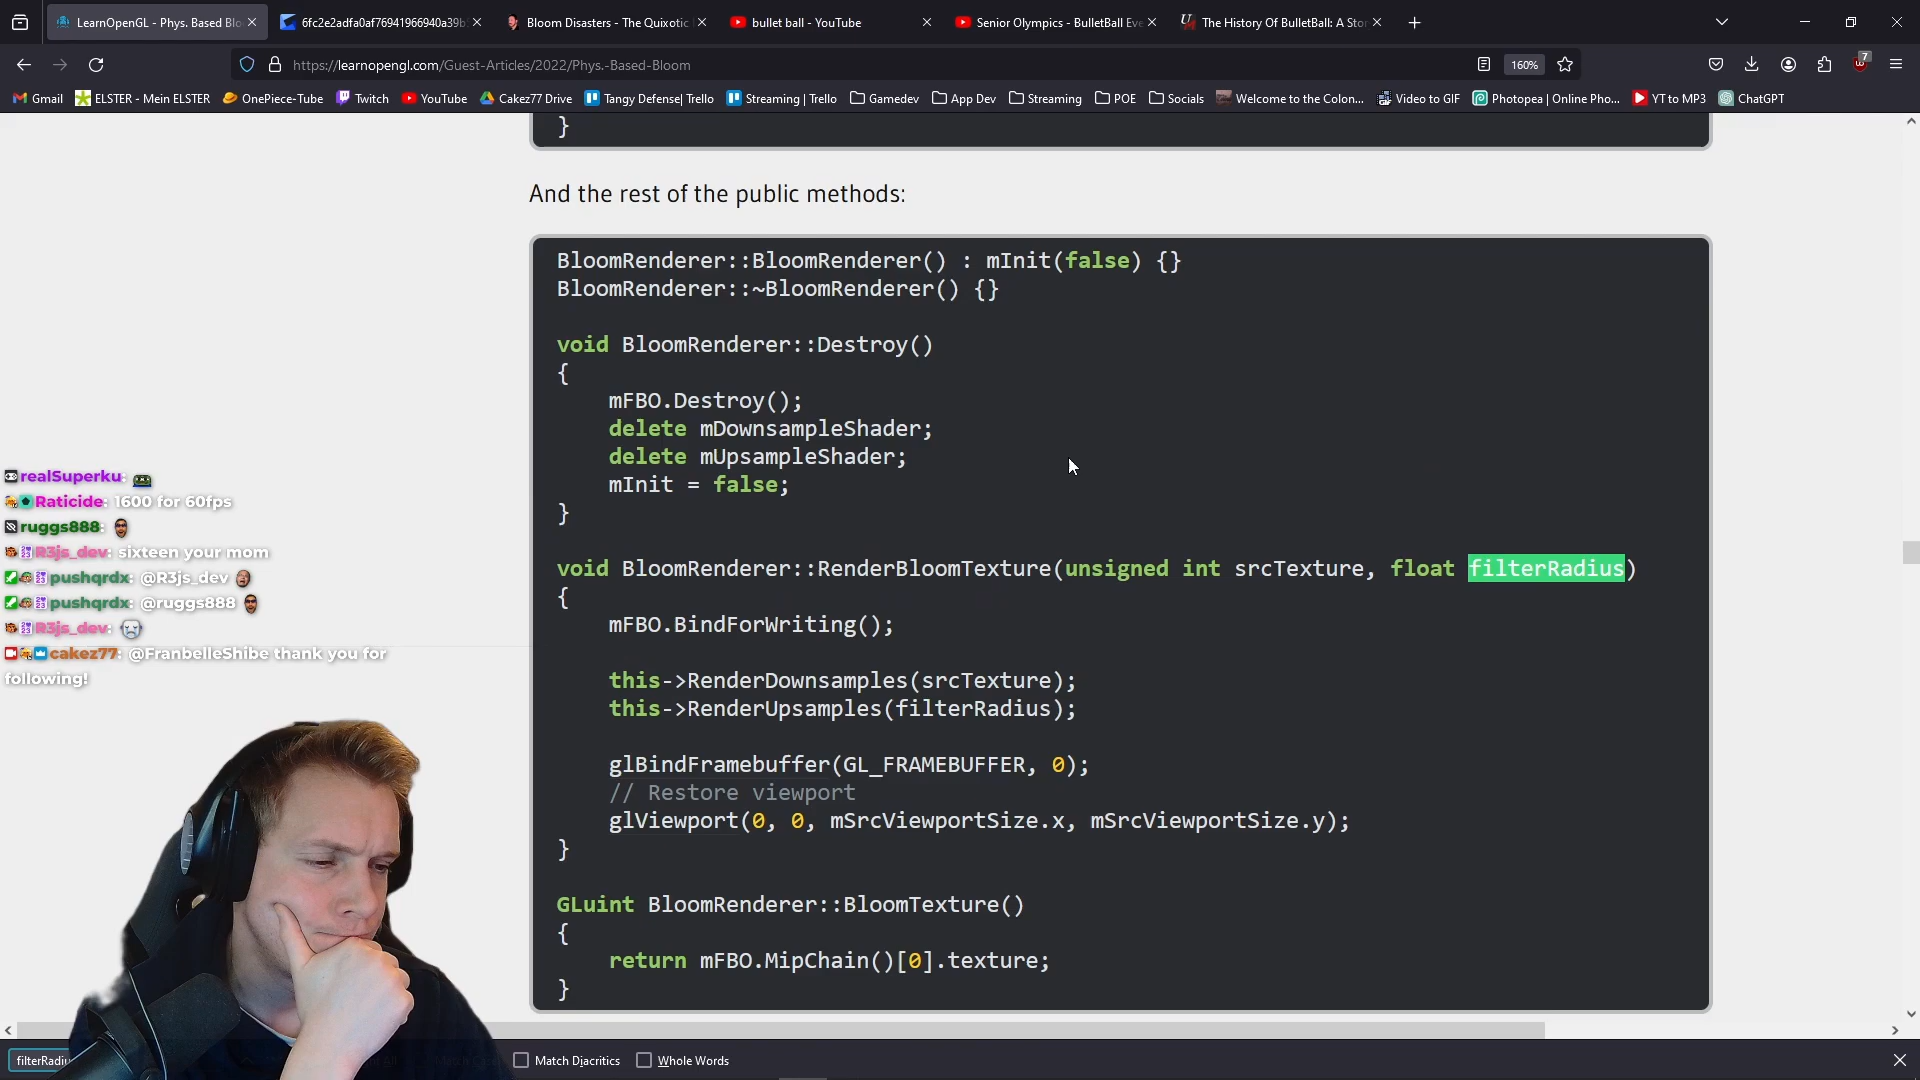 LearnOpenGL - Phys. Based Blo
6fc2e2adfa0af76941966940a39b
Bloom Disasters - The Quixotic
bullet ball - YouTube
Senior Olympics - BulletBall Eve
The History Of BulletBall: A Stor
https://learnopengl.com/Guest-Articles/2022/Phys.-Based-Bloom
160%
7
Gmail
ELSTER - Mein ELSTER
OnePiece-Tube
Twitch
YouTube
Cakez77 Drive
Tangy Defense| Trello
Streaming | Trello
Gamedev
App Dev
Streaming
POE
Socials
Welcome to the Colon...
Video to GIF
Photopea | Online Pho...
YT to MP3
ChatGPT
}
And the rest of the public methods:
BloomRenderer::BloomRenderer() : mInit(false) {}
BloomRenderer::~BloomRenderer() {}
void BloomRenderer::Destroy()
{
mFBO.Destroy();
delete mDownsampleShader;
delete mUpsampleShader;
mInit = false;
}
void BloomRenderer::RenderBloomTexture(unsigned int srcTexture, float filterRadius)
{
mFBO.BindForWriting();
this->RenderDownsamples(srcTexture);
this->RenderUpsamples(filterRadius);
glBindFramebuffer(GL_FRAMEBUFFER, 0);
// Restore viewport
glViewport(0, 0, mSrcViewportSize.x, mSrcViewportSize.y);
}
GLuint BloomRenderer::BloomTexture()
{
return mFBO.MipChain()[0].texture;
}
realSuperku:
Raticide: 1600 for 60fps
ruggs888:
R3js_dev: sixteen your mom
pushqrdx: @R3js_dev
pushqrdx: @ruggs888
R3js_dev:
cakez77: @FranbelleShibe thank you for
following!
filterRadiu
Match Diacritics
Whole Words